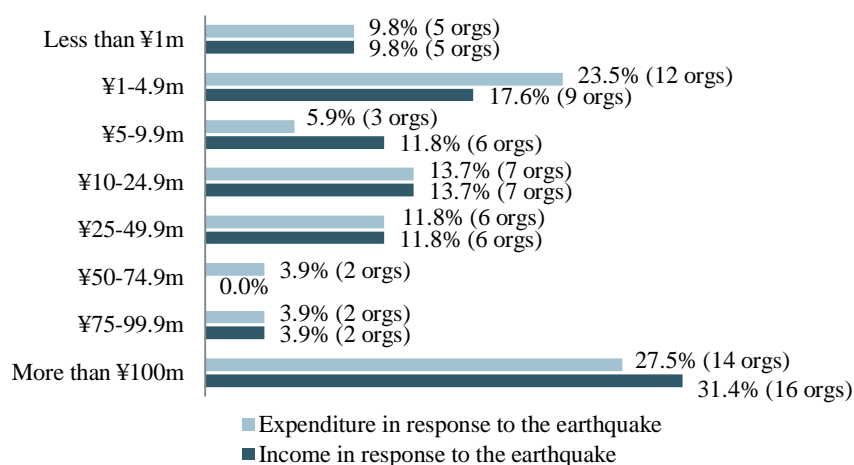 Less than ¥1m
9.8% (5 orgs)
9.8% (5 orgs)
¥1-4.9m
23.5% (12 orgs)
17.6% (9 orgs)
¥5-9.9m
5.9% (3 orgs)
11.8% (6 orgs)
¥10-24.9m
13.7% (7 orgs)
13.7% (7 orgs)
¥25-49.9m
11.8% (6 orgs)
11.8% (6 orgs)
¥50-74.9m
3.9% (2 orgs)
0.0%
¥75-99.9m
3.9% (2 orgs)
3.9% (2 orgs)
More than ¥100m
27.5% (14 orgs)
31.4% (16 orgs)
Expenditure in response to the earthquake
Income in response to the earthquake